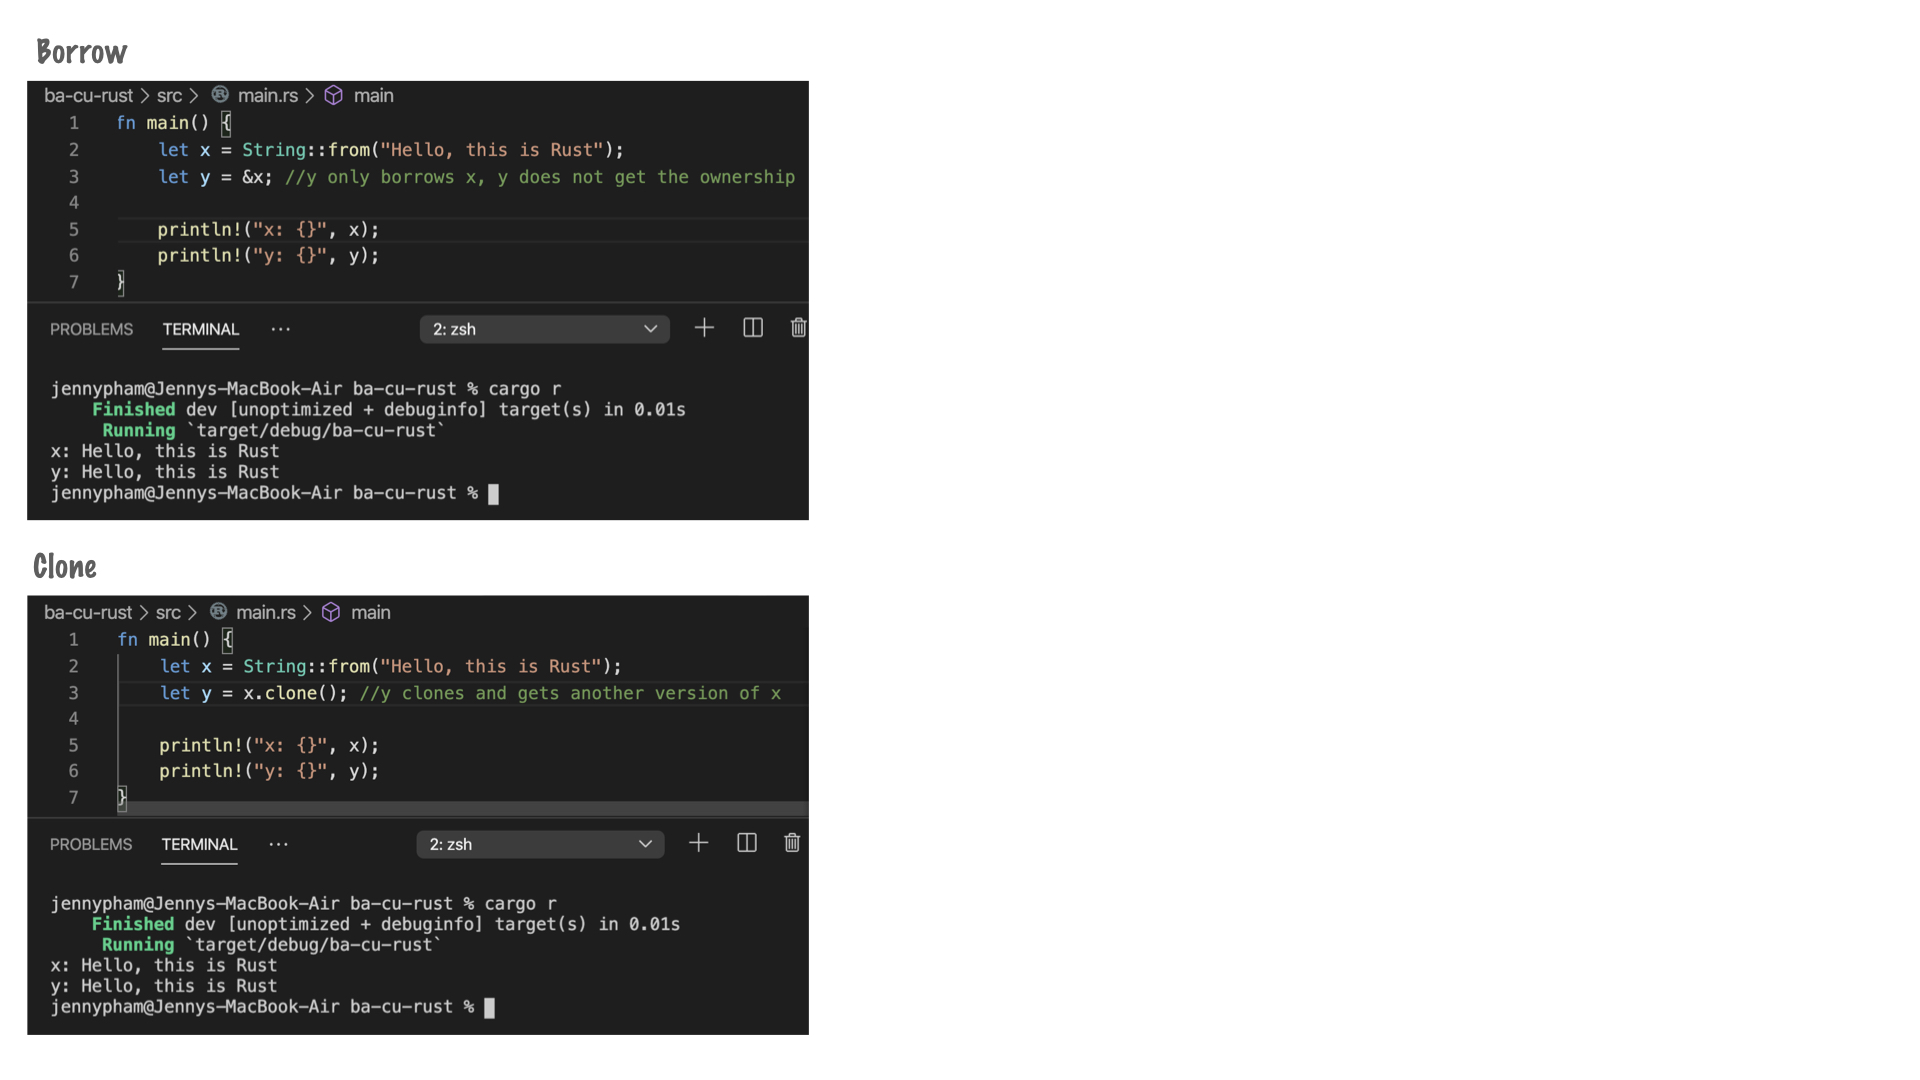 Borrow
ba-cu-rust > src > main.rs > main
1 fn main() {
2 let x = String::from("Hello, this is Rust");
3 let y = &x; //y only borrows x, y does not get the ownership
4
5 println!("x: {}", x);
6 println!("y: {}", y);
7 }
PROBLEMS TERMINAL ··· 2: zsh
jennypham@Jennys-MacBook-Air ba-cu-rust % cargo r
Finished dev [unoptimized + debuginfo] target(s) in 0.01s
Running `target/debug/ba-cu-rust`
x: Hello, this is Rust
y: Hello, this is Rust
jennypham@Jennys-MacBook-Air ba-cu-rust %
Clone
ba-cu-rust > src > main.rs > main
1 fn main() {
2 let x = String::from("Hello, this is Rust");
3 let y = x.clone(); //y clones and gets another version of x
4
5 println!("x: {}", x);
6 println!("y: {}", y);
7 }
PROBLEMS TERMINAL ··· 2: zsh
jennypham@Jennys-MacBook-Air ba-cu-rust % cargo r
Finished dev [unoptimized + debuginfo] target(s) in 0.01s
Running `target/debug/ba-cu-rust`
x: Hello, this is Rust
y: Hello, this is Rust
jennypham@Jennys-MacBook-Air ba-cu-rust %